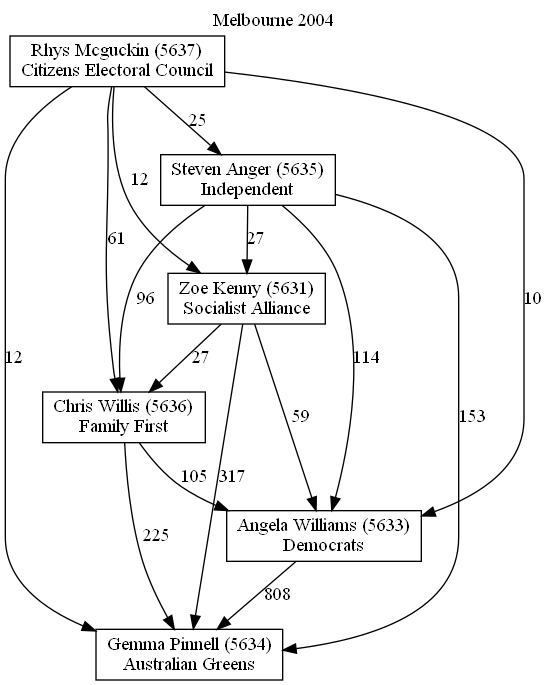 Melbourne 2004
Rhys Mcguckin (5637)
Citizens Electoral Council
25
Steven Anger (5635)
Independent
12
61
27
96
Zoe Kenny (5631)
Socialist Alliance
10
12
27
114
Chris Willis (5636)
Family First
59
153
105
317
225
Angela Williams (5633)
Democrats
808
Gemma Pinnell (5634)
Australian Greens